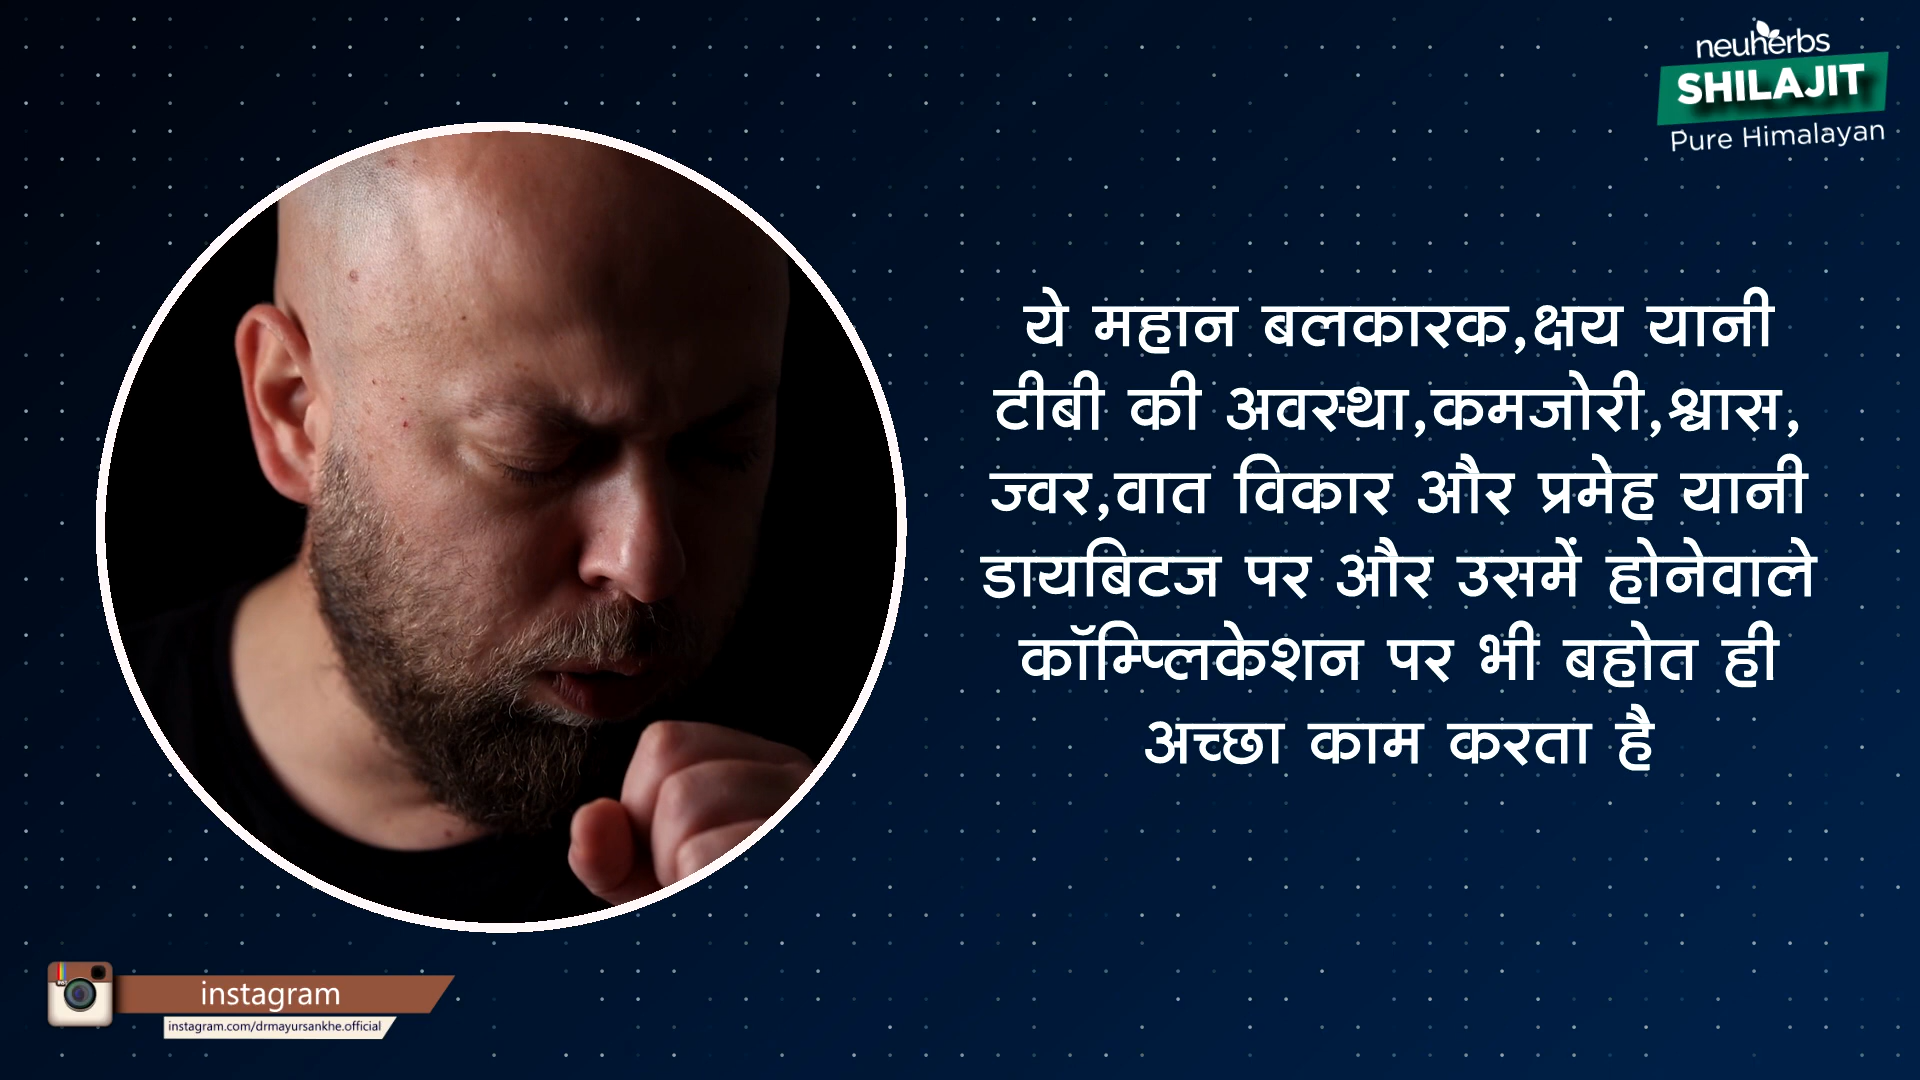 neuherbs
SHILAJIT
Pure Himalayan
ये महान बलकारक,क्षय यानी
टीबी की अवस्था,कमजोरी,श्वास,
ज्वर,वात विकार और प्रमेह यानी
डायबिटज पर और उसमें होनेवाले
कॉम्प्लिकेशन पर भी बहोत ही
अच्छा काम करता है
instagram
instagram.com/drmayursankhe.official